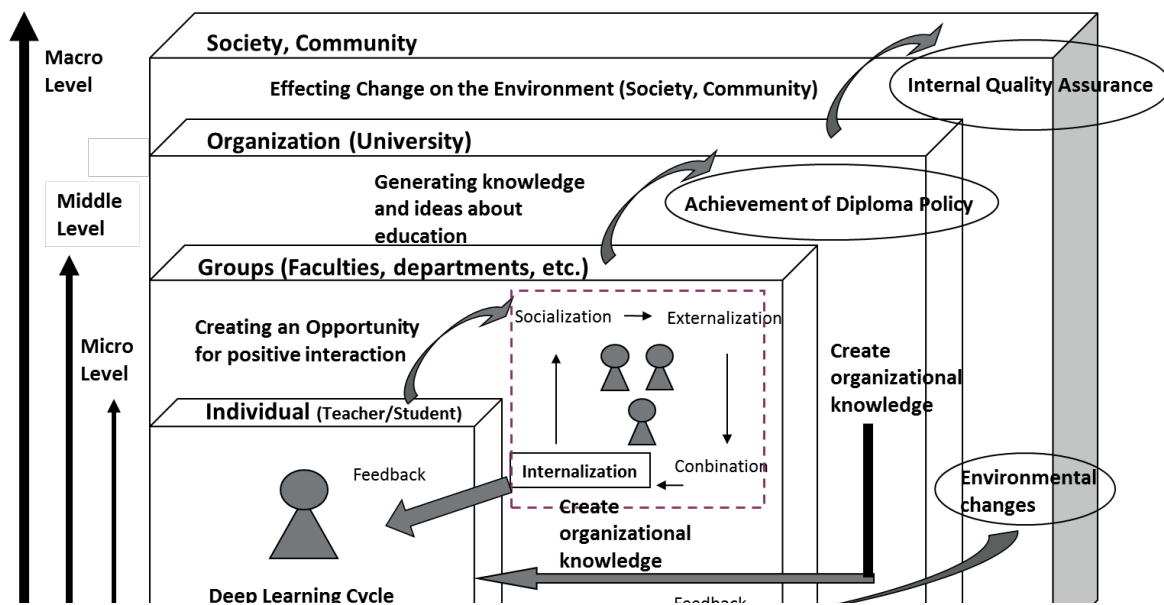 Society, Community
Macro
Level
Effecting Change on the Environment (Society, Community)
Internal Quality Assurance
Organization (University)
Middle
Level
Generating knowledge
and ideas about
education
Achievement of Diploma Policy
Groups (Faculties, departments, etc.)
Micro
Level
Creating an Opportunity
for positive interaction
Socialization
Externalization
Create
organizational
knowledge
Individual (Teacher/Student)
Feedback
Internalization
Conbination
Environmental
changes
Create
organizational
knowledge
Deep Learning Cycle
Feedback